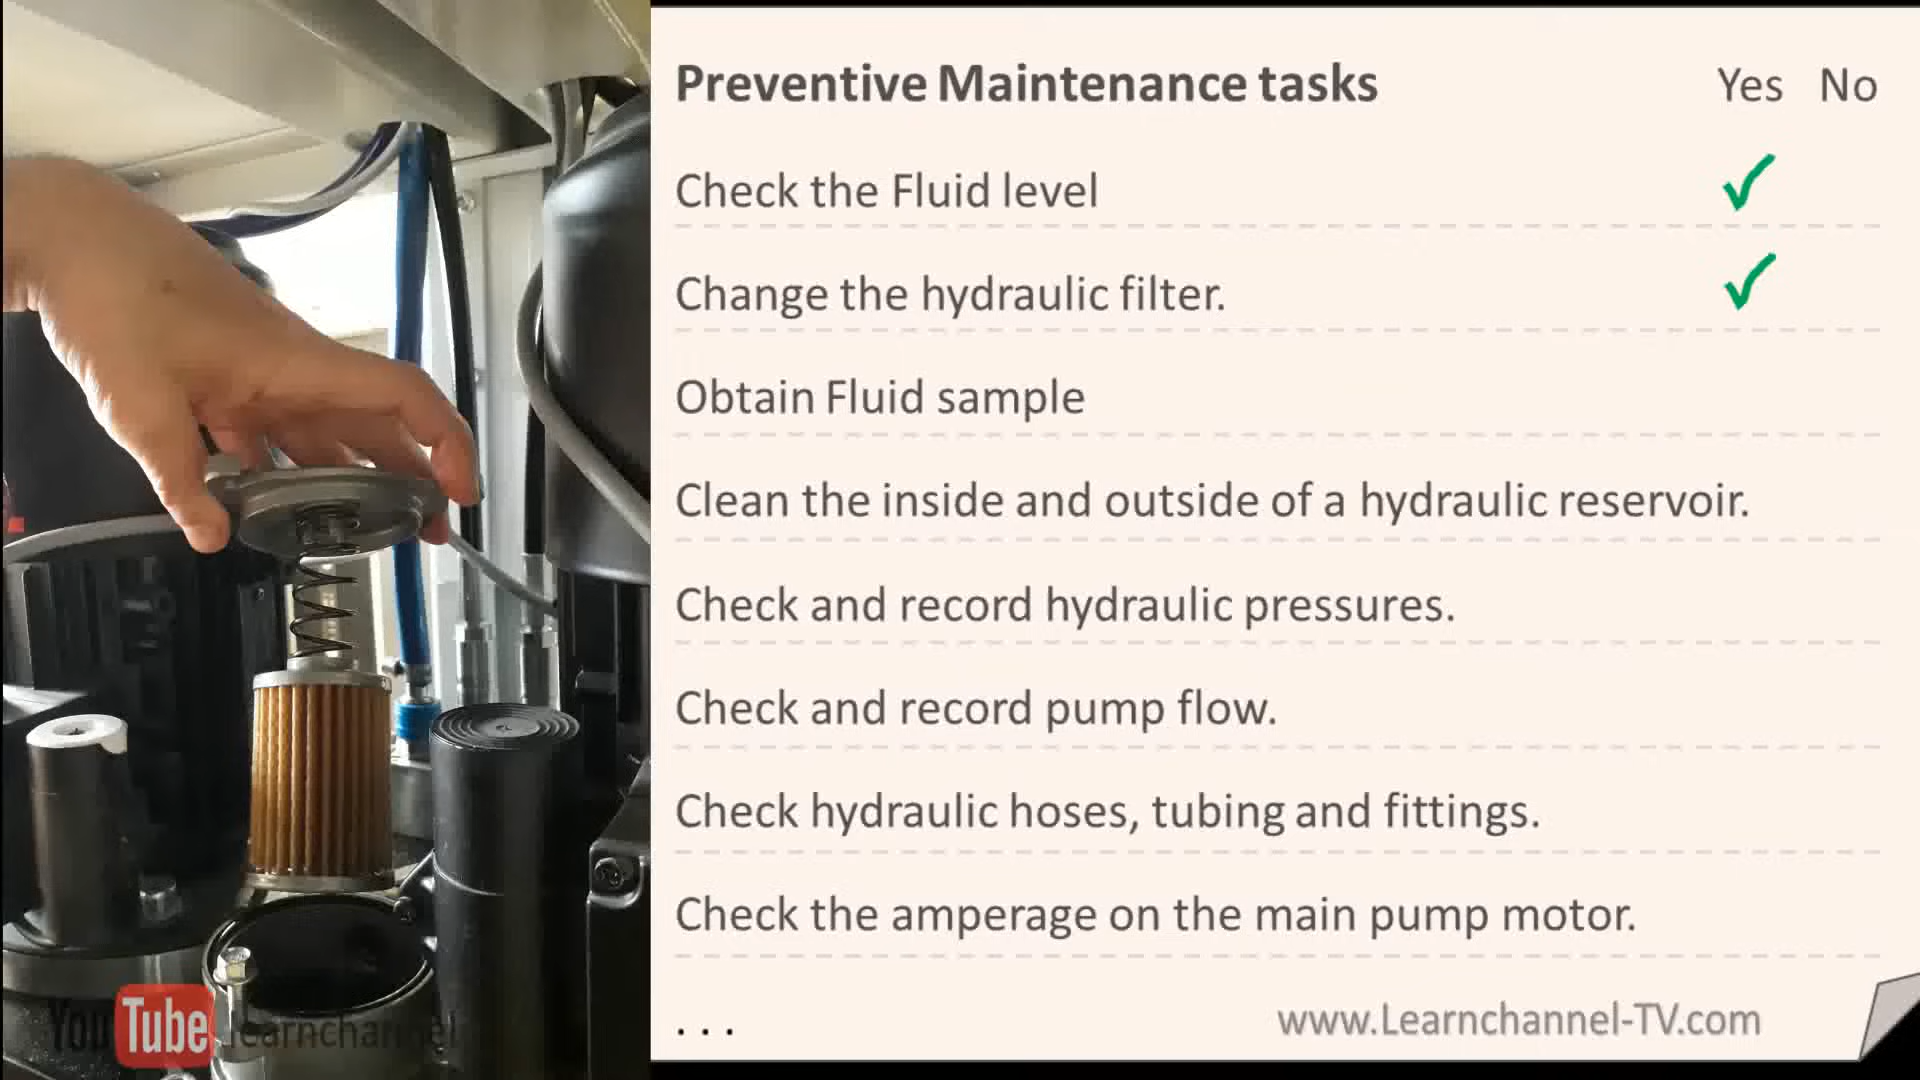 Preventive Maintenance tasks Yes No
Check the Fluid level
Change the hydraulic filter.
Obtain Fluid sample
Clean the inside and outside of a hydraulic reservoir.
Check and record hydraulic pressures.
Check and record pump flow.
Check hydraulic hoses, tubing and fittings.
Check the amperage on the main pump motor.
. . . www.Learnchannel-TV.com
YouTube learnchannel